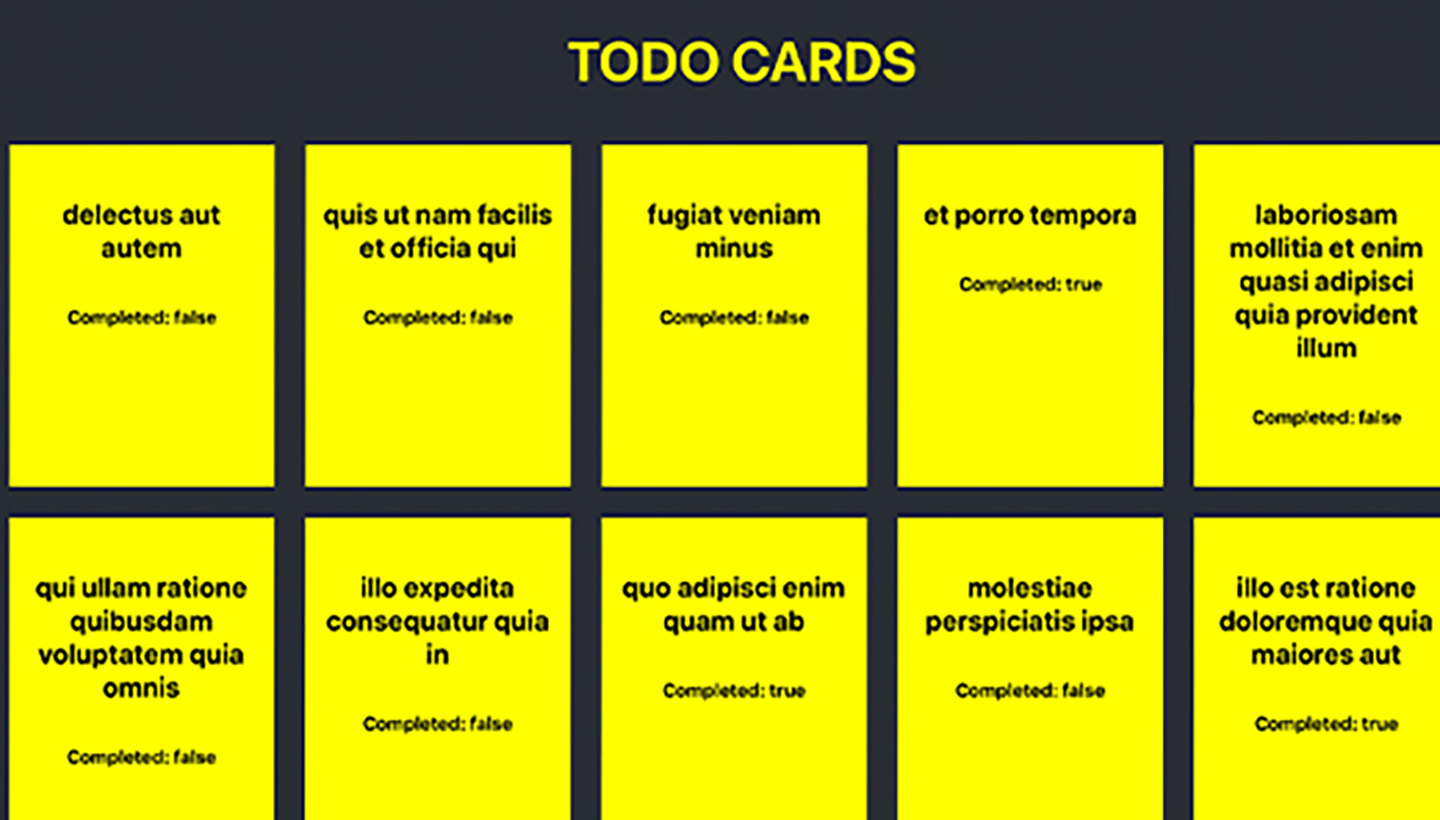 TODO CARDS
delectus aut
autem
Completed: false
quis ut nam facilis
et officia qui
Completed: false
fugiat veniam
minus
Completed: false
et porro tempora
Completed: true
laboriosam
mollitia et enim
quasi adipisci
quia provident
illum
Completed: false
qui ullam ratione
quibusdam
voluptatem quia
omnis
Completed: false
illo expedita
consequatur quia
in
Completed: false
quo adipisci enim
quam ut ab
Completed: true
molestiae
perspiciatis ipsa
Completed: false
illo est ratione
doloremque quia
maiores aut
Completed: true